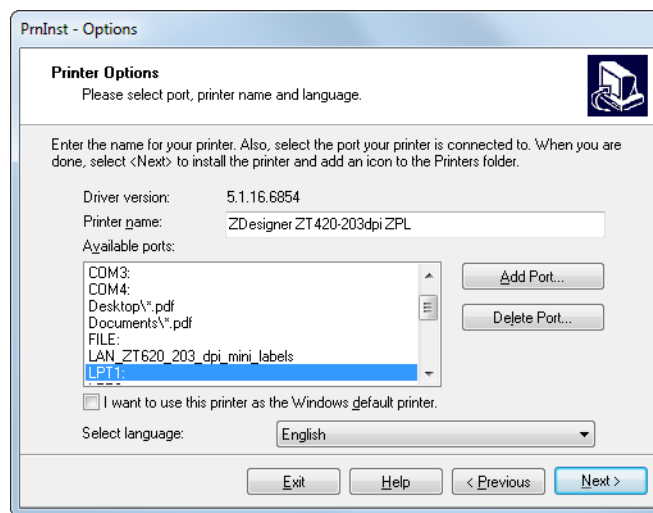 PrnInst - Options
Printer Options
Please select port, printer name and language.
Enter the name for your printer. Also, select the port your printer is connected to. When you are
done, select <Next> to install the printer and add an icon to the Printers folder.
Driver version: 5.1.16.6854
Printer name: ZDesigner ZT420-203dpi ZPL
Available ports:
COM3:
COM4:
Desktop\*.pdf
Documents\*.pdf
FILE:
LAN_ZT620_203_dpi_mini_labels
LPT1:
Add Port...
Delete Port...
I want to use this printer as the Windows default printer.
Select language: English
Exit Help < Previous Next >